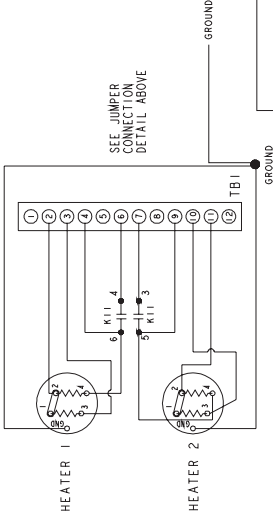 GROUND
SEE JUMPER
CONNECTION
DETAIL ABOVE
GROUND
TB1
1
2
3
4
5
6
7
8
9
10
11
12
6
K11
4
5
K11
3
HEATER 1
GND
1
2
3
4
HEATER 2
GND
1
2
3
4